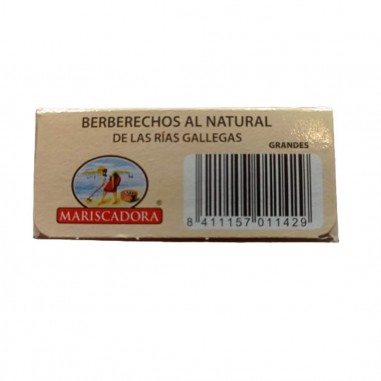 BERBERECHOS AL NATURAL
DE LAS RÍAS GALLEGAS
GRANDES
MARISCADORA ®
8 411157 011429